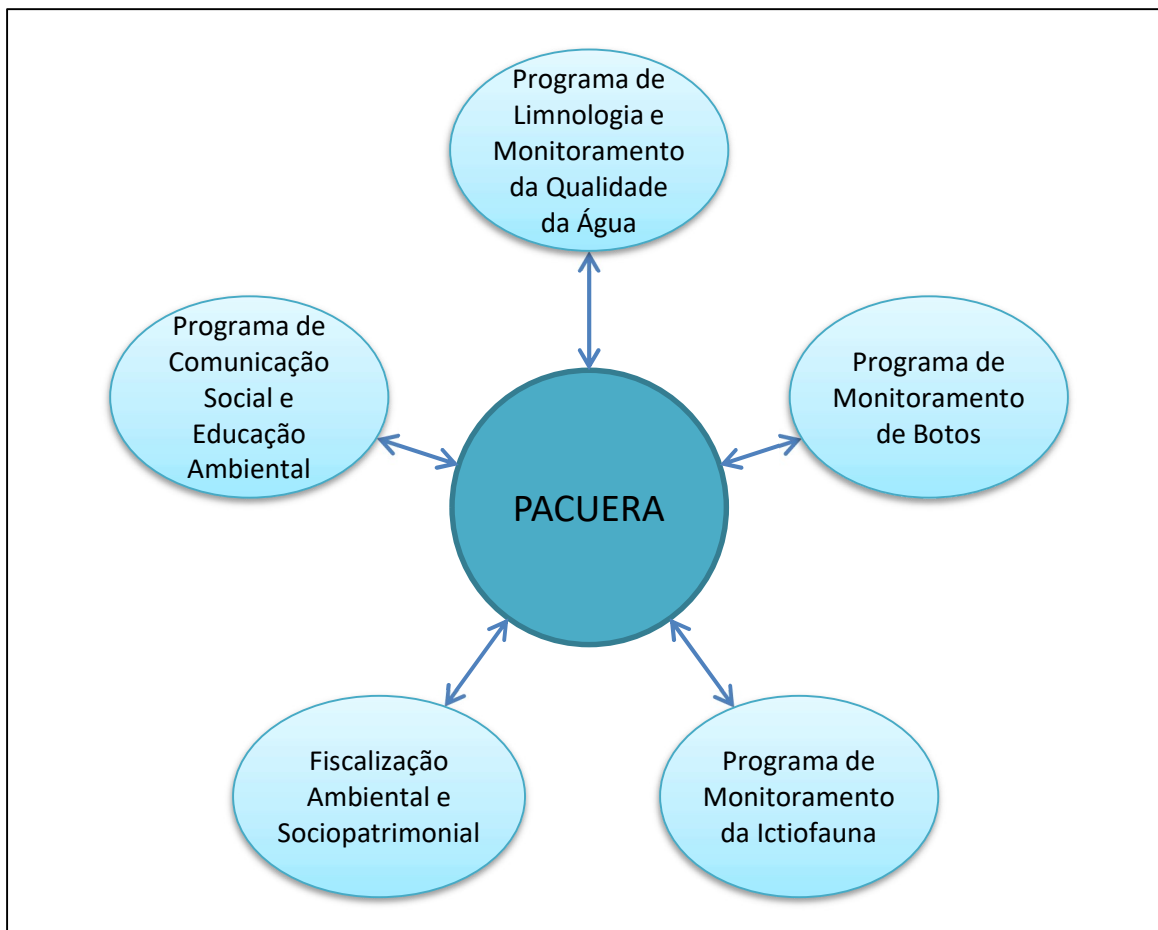 Programa de
Limnologia e
Monitoramento
da Qualidade
da Água
Programa de
Comunicação
Social e
Educação
Ambiental
Programa de
Monitoramento
de Botos
PACUERA
Fiscalização
Ambiental e
Sociopatrimonial
Programa de
Monitoramento
da Ictiofauna